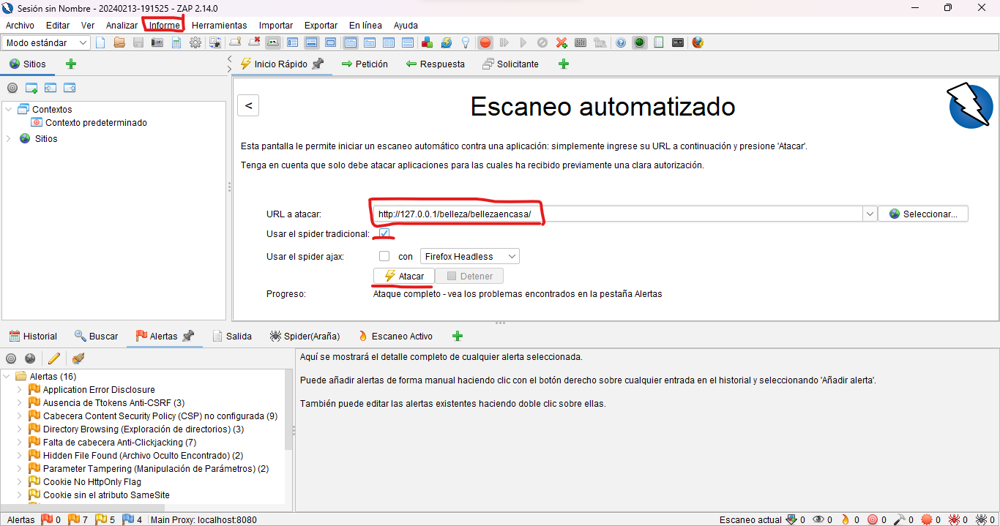 Sesión sin Nombre - 20240213-191525 - ZAP 2.14.0
Archivo Editar Ver Analizar Informe Herramientas Importar Exportar En línea Ayuda
Modo estándar
Sitios
Inicio Rápido Petición Respuesta Solicitante
<
Escaneo automatizado
Contextos
Contexto predeterminado
Sitios
Esta pantalla le permite iniciar un escaneo automático contra una aplicación: simplemente ingrese su URL a continuación y presione 'Atacar'.
Tenga en cuenta que solo debe atacar aplicaciones para las cuales ha recibido previamente una clara autorización.
URL a atacar: http://127.0.0.1/belleza/bellezaencasa/ Seleccionar...
Usar el spider tradicional:
Usar el spider ajax: con Firefox Headless
Atacar Detener
Progreso: Ataque completo - vea los problemas encontrados en la pestaña Alertas
Historial Buscar Alertas Salida Spider(Araña) Escaneo Activo
Alertas (16)
Application Error Disclosure
Ausencia de Ttokens Anti-CSRF (3)
Cabecera Content Security Policy (CSP) no configurada (9)
Directory Browsing (Exploración de directorios) (3)
Falta de cabecera Anti-Clickjacking (7)
Hidden File Found (Archivo Oculto Encontrado) (2)
Parameter Tampering (Manipulación de Parámetros) (2)
Cookie No HttpOnly Flag
Cookie sin el atributo SameSite
Aquí se mostrará el detalle completo de cualquier alerta seleccionada.
Puede añadir alertas de forma manual haciendo clic con el botón derecho sobre cualquier entrada en el historial y seleccionando 'Añadir alerta'.
También puede editar las alertas existentes haciendo doble clic sobre ellas.
Alertas 0 7 5 4 Main Proxy: localhost:8080 Escaneo actual 0 0 0 0 0 0 0 0